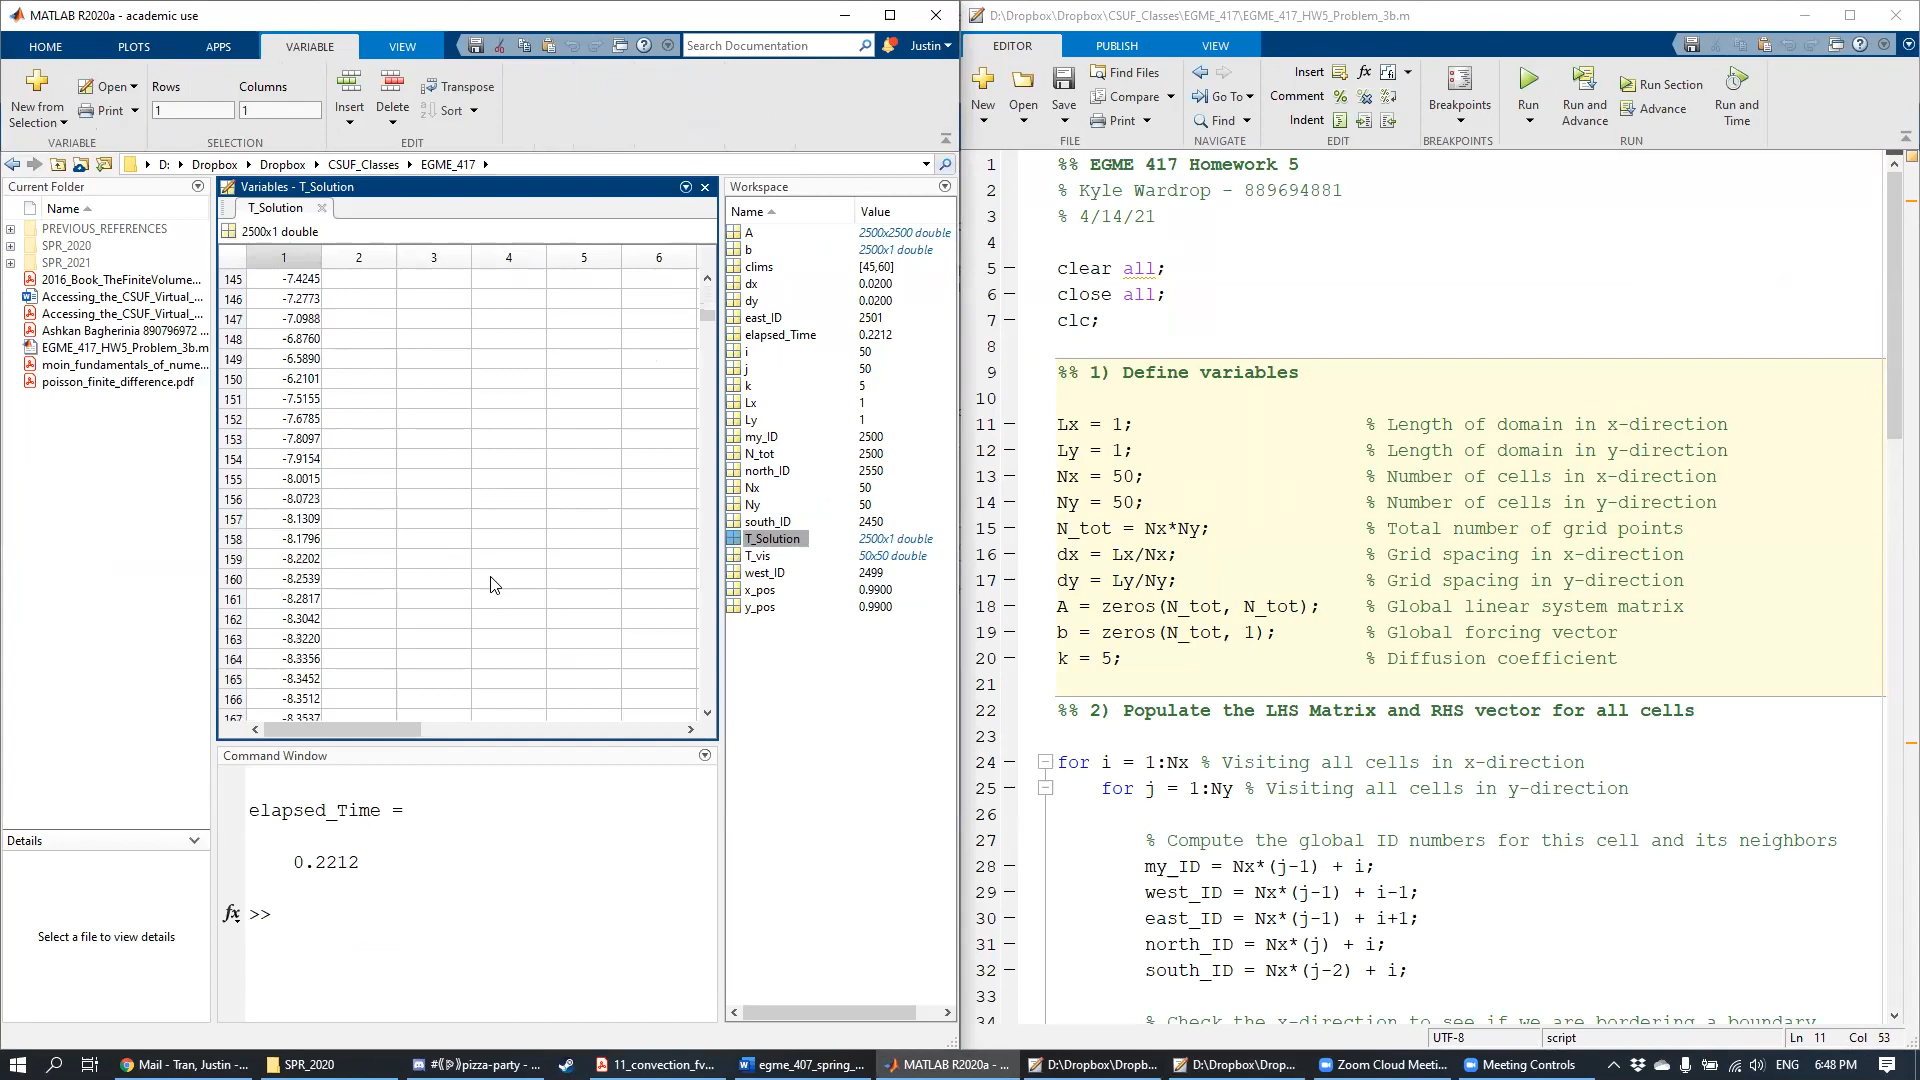 MATLAB R2020a - academic use
HOME PLOTS APPS VARIABLE VIEW Search Documentation Justin
New from Selection Open Print Rows Columns 1 1 Insert Delete Transpose Sort
VARIABLE SELECTION EDIT
D: Dropbox Dropbox CSUF_Classes EGME_417
Current Folder
Name
PREVIOUS_REFERENCES
SPR_2020
SPR_2021
2016_Book_TheFiniteVolume...
Accessing_the_CSUF_Virtual_...
Accessing_the_CSUF_Virtual_...
Ashkan Bagherinia 890796972 ...
EGME_417_HW5_Problem_3b.m
moin_fundamentals_of_nume...
poisson_finite_difference.pdf
Details
Select a file to view details
Variables - T_Solution
T_Solution
2500x1 double
1 2 3 4 5 6
145 -7.4245
146 -7.2773
147 -7.0988
148 -6.8760
149 -6.5890
150 -6.2101
151 -7.5155
152 -7.6785
153 -7.8097
154 -7.9154
155 -8.0015
156 -8.0723
157 -8.1309
158 -8.1796
159 -8.2202
160 -8.2539
161 -8.2817
162 -8.3042
163 -8.3220
164 -8.3356
165 -8.3452
166 -8.3512
167 -8.3537
Command Window
elapsed_Time =
0.2212
fx >>
Workspace
Name Value
A 2500x2500 double
b 2500x1 double
clims [45,60]
dx 0.0200
dy 0.0200
east_ID 2501
elapsed_Time 0.2212
i 50
j 50
k 5
Lx 1
Ly 1
my_ID 2500
N_tot 2500
north_ID 2550
Nx 50
Ny 50
south_ID 2450
T_Solution 2500x1 double
T_vis 50x50 double
west_ID 2499
x_pos 0.9900
y_pos 0.9900
D:\Dropbox\Dropbox\CSUF_Classes\EGME_417\EGME_417_HW5_Problem_3b.m
EDITOR PUBLISH VIEW
New Open Save Find Files Compare Print Go To Find Insert fx Comment % Indent Breakpoints Run Run and Advance Run Section Advance Run and Time
FILE NAVIGATE EDIT BREAKPOINTS RUN
1 %% EGME 417 Homework 5
2 % Kyle Wardrop - 889694881
3 % 4/14/21
4
5 clear all;
6 close all;
7 clc;
8
9 %% 1) Define variables
10
11 Lx = 1; % Length of domain in x-direction
12 Ly = 1; % Length of domain in y-direction
13 Nx = 50; % Number of cells in x-direction
14 Ny = 50; % Number of cells in y-direction
15 N_tot = Nx*Ny; % Total number of grid points
16 dx = Lx/Nx; % Grid spacing in x-direction
17 dy = Ly/Ny; % Grid spacing in y-direction
18 A = zeros(N_tot, N_tot); % Global linear system matrix
19 b = zeros(N_tot, 1); % Global forcing vector
20 k = 5; % Diffusion coefficient
21
22 %% 2) Populate the LHS Matrix and RHS vector for all cells
23
24 for i = 1:Nx % Visiting all cells in x-direction
25 for j = 1:Ny % Visiting all cells in y-direction
26
27 % Compute the global ID numbers for this cell and its neighbors
28 my_ID = Nx*(j-1) + i;
29 west_ID = Nx*(j-1) + i-1;
30 east_ID = Nx*(j-1) + i+1;
31 north_ID = Nx*(j) + i;
32 south_ID = Nx*(j-2) + i;
33
34 % Check the x-direction to see if we are bordering a boundary
UTF-8 script Ln 11 Col 53
Mail - Tran, Justin -... SPR_2020 #((P))pizza-party - ... 11_convection_fv... egme_407_spring_... MATLAB R2020a - ... D:\Dropbox\Dropb... D:\Dropbox\Drop... Zoom Cloud Meeti... Meeting Controls ENG 6:48 PM